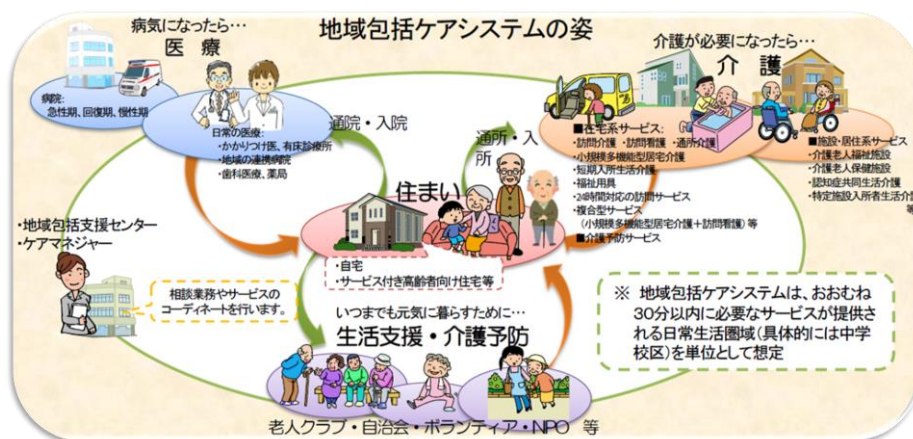 地域包括ケアシステムの姿
病気になったら…
医 療
病院:
急性期、回復期、慢性期
日常の医療:
・かかりつけ医、有床診療所
・地域の連携病院
・歯科医療、薬局
通院・入院
通所・入
所
介護が必要になったら…
介 護
■在宅系サービス:
・訪問介護 ・訪問看護 ・通所介護
・小規模多機能型居宅介護
・短期入所生活介護
・福祉用具
・24時間対応の訪問サービス
・複合型サービス
（小規模多機能型居宅介護＋訪問看護）等
■介護予防サービス
■施設・居住系サービス
・介護老人福祉施設
・介護老人保健施設
・認知症共同生活介護
・特定施設入所者生活介護
等
住まい
・自宅
・サービス付き高齢者向け住宅等
・地域包括支援センター
・ケアマネジャー
相談業務やサービスの
コーディネートを行います。
いつまでも元気に暮らすために…
生活支援・介護予防
老人クラブ・自治会・ボランティア・NPO 等
※ 地域包括ケアシステムは、おおむね
30分以内に必要なサービスが提供
される日常生活圏域（具体的には中学
校区）を単位として想定